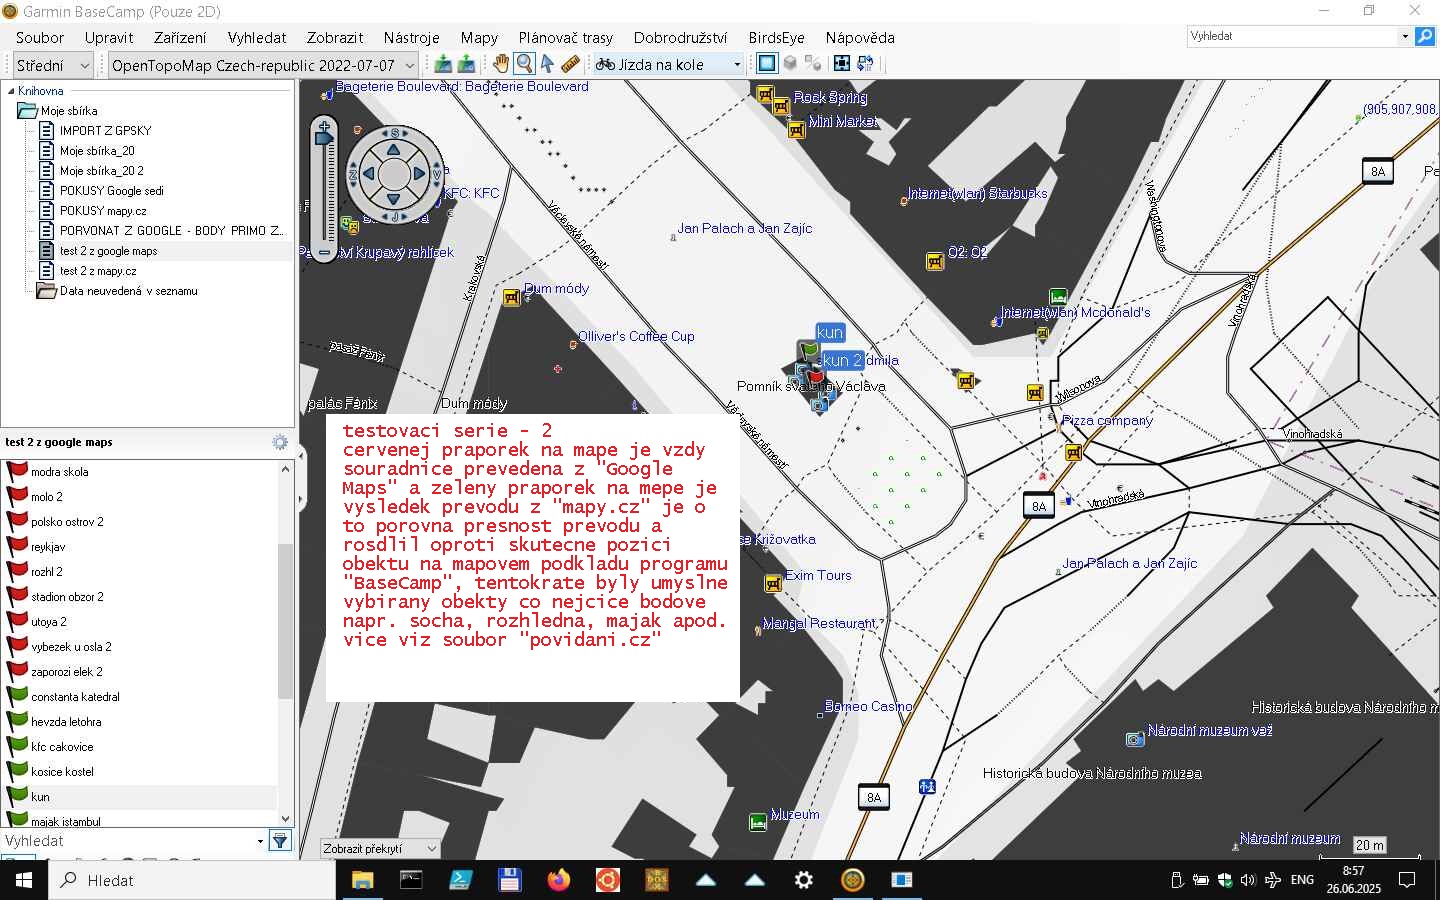 Garmin BaseCamp (Pouze 2D)
Soubor Upravit Zařízení Vyhledat Zobrazit Nástroje Mapy Plánovač trasy Dobrodružství BirdsEye Nápověda
Vyhledat
Střední
OpenTopoMap Czech-republic 2022-07-07
Jízda na kole
Knihovna
Moje sbírka
IMPORT Z GPSKY
Moje sbírka_20
Moje sbírka_20 2
POKUSY Google sedi
POKUSY mapy.cz
PORVONAT Z GOOGLE - BODY PRIMO Z...
test 2 z google maps
test 2 z mapy.cz
Data neuvedená v seznamu
test 2 z google maps
modra skola
molo 2
polsko ostrov 2
reykjav
rozhl 2
stadion obzor 2
utoya 2
vybezek u osla 2
zaporozi elek 2
constanta katedral
hevzda letohra
kfc cakovice
kosice kostel
kun
majak istambul
Vyhledat
Bageterie Boulevard: Bageterie Boulevard
Rock Spring
Mini Market
(905,907,908,
8A
KFC: KFC
Internet(wlan) Starbucks
Washingtonova
Václavské náměstí
Jan Palach a Jan Zajíc
Krupavý rohlíček
O2: O2
Krakovská
Dum módy
Internet(wlan) Mcdonald's
Vinohradská
Olliver's Coffee Cup
kun
kun 2
dmila
pasáž Fénix
Pomník svatého Václava
Wilsonova
palác Fénix
Dum módy
Václavské náměstí
Pizza company
Vinohradská
testovaci serie - 2
cervenej praporek na mape je vzdy
souradnice prevedena z "Google
Maps" a zeleny praporek na mepe je
vysledek prevodu z "mapy.cz" je o
to porovna presnost prevodu a
rosdlil oproti skutecne pozici
obektu na mapovem podkladu programu
"BaseCamp", tentokrate byly umyslne
vybirany obekty co nejcice bodove
napr. socha, rozhledna, majak apod.
vice viz soubor "povidani.cz"
Vinohradská
8A
se Križovatka
Exim Tours
Jan Palach a Jan Zajíc
Mangal Restaurant
Borneo Casino
Historická budova Národního m
Národní muzeum vež
Historická budova Národního muzea
8A
Muzeum
Národní muzeum
Zobrazit překrytí
20 m
Hledat
DOS
ENG
8:57
26.06.2025